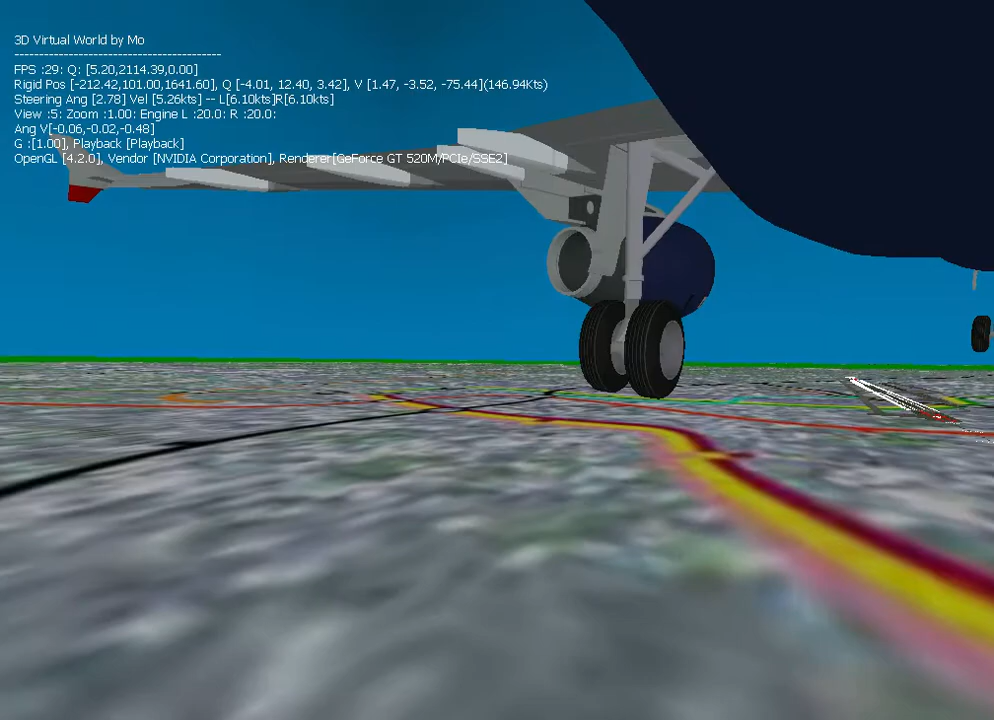 3D Virtual World by Mo
------------------------------------------
FPS :29: Q: [5.20,2114.39,0.00]
Rigid Pos [-212.42,101.00,1641.60], Q [-4.01, 12.40, 3.42], V [1.47, -3.52, -75.44](146.94Kts)
Steering Ang [2.78] Vel [5.26kts] -- L[6.10kts]R[6.10kts]
View :5: Zoom :1.00: Engine L :20.0: R :20.0:
Ang V[-0.06,-0.02,-0.48]
G :[1.00], Playback [Playback]
OpenGL [4.2.0], Vendor [NVIDIA Corporation], Renderer[GeForce GT 520M/PCIe/SSE2]